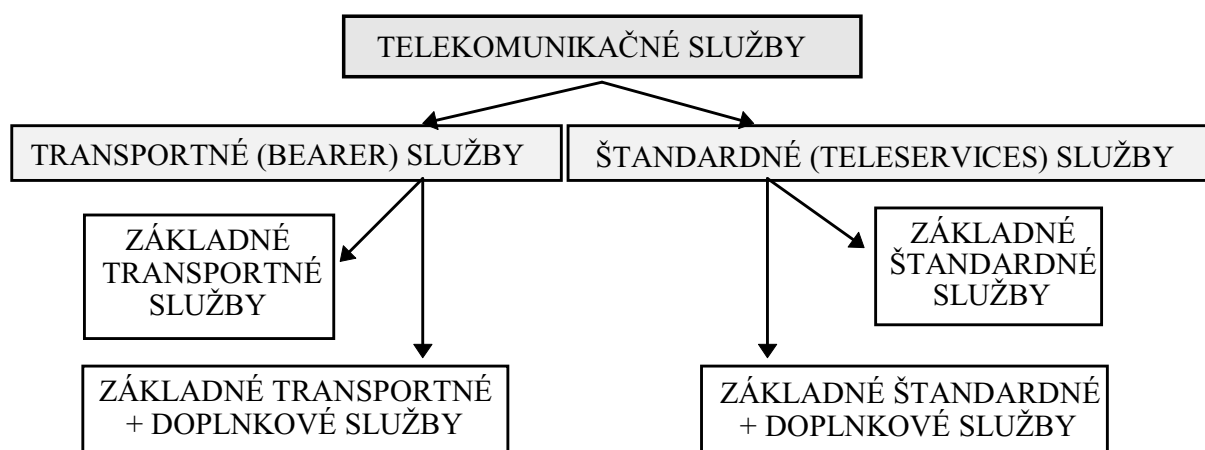 TELEKOMUNIKAČNÉ SLUŽBY
TRANSPORTNÉ (BEARER) SLUŽBY
ŠTANDARDNÉ (TELESERVICES) SLUŽBY
ZÁKLADNÉ
TRANSPORTNÉ
SLUŽBY
ZÁKLADNÉ
ŠTANDARDNÉ
SLUŽBY
ZÁKLADNÉ TRANSPORTNÉ
+ DOPLNKOVÉ SLUŽBY
ZÁKLADNÉ ŠTANDARDNÉ
+ DOPLNKOVÉ SLUŽBY